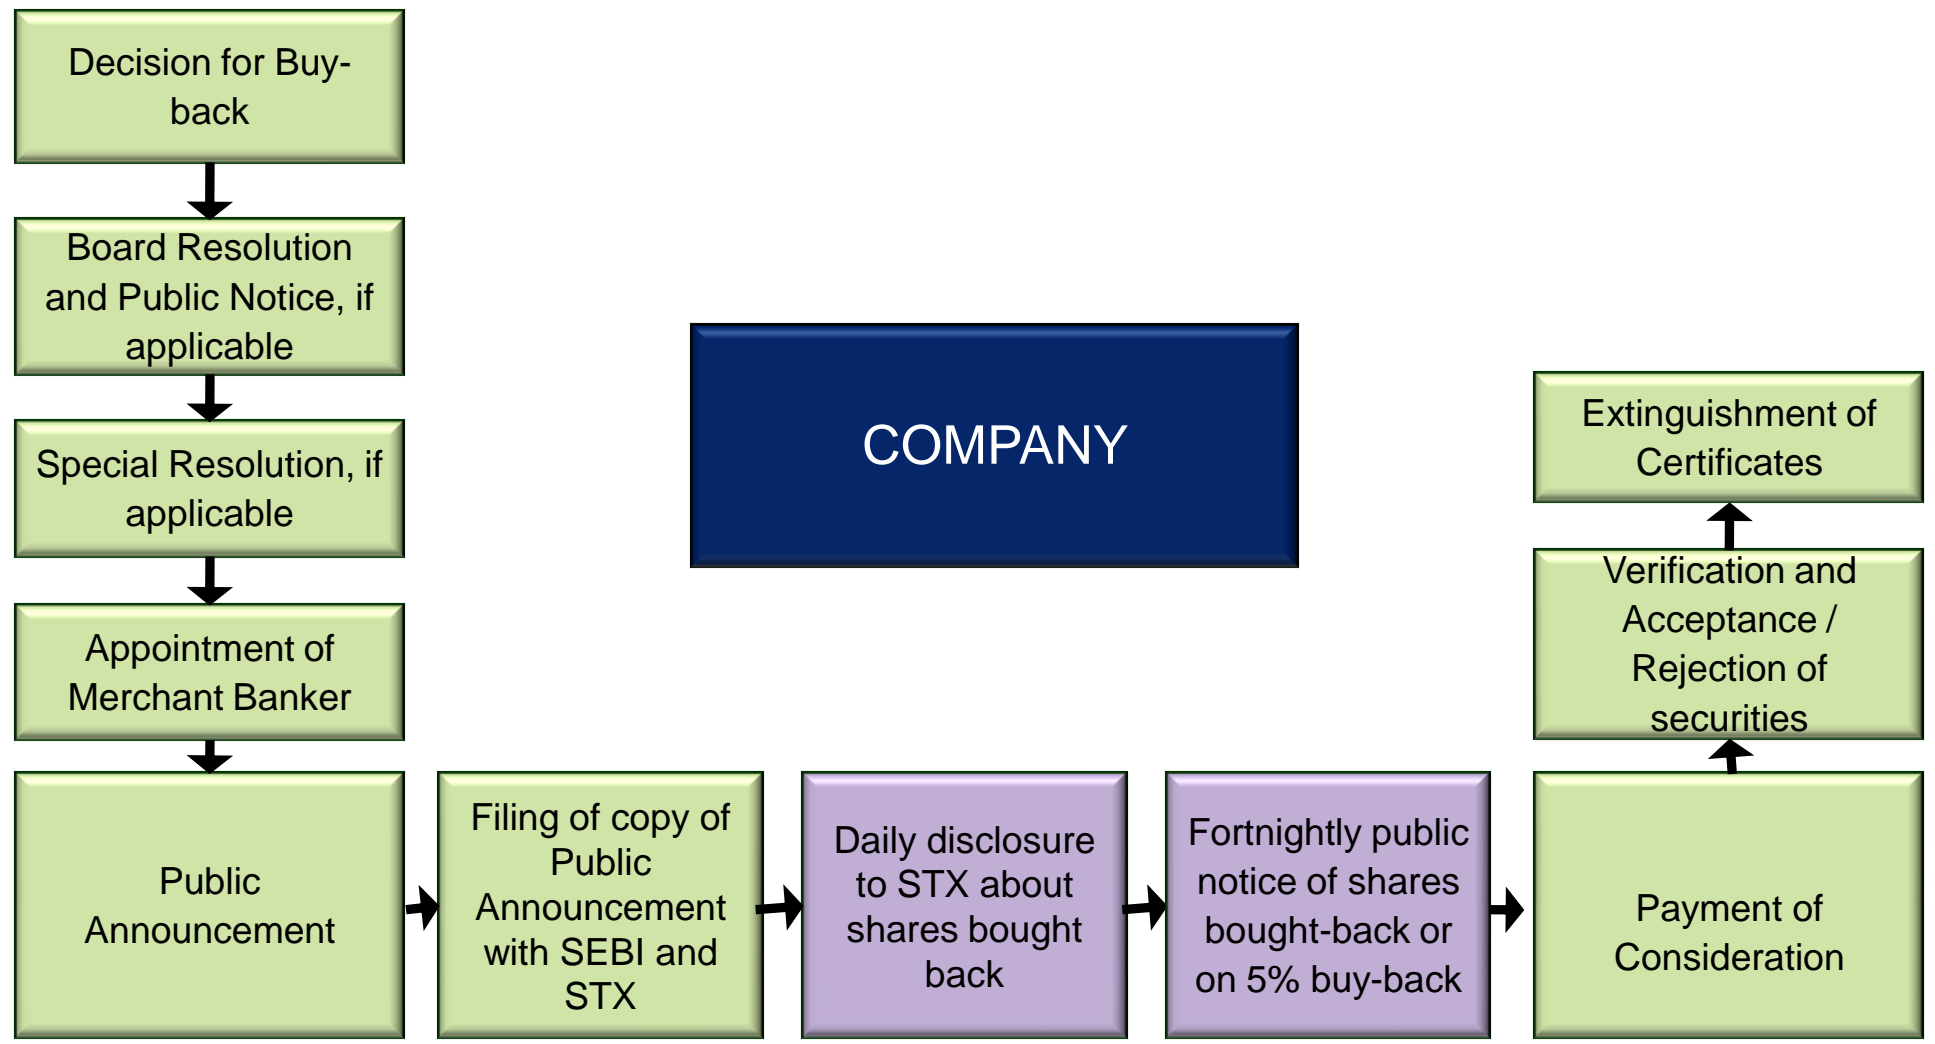 Decision for Buy-
back
Board Resolution
and Public Notice, if
applicable
Special Resolution, if
applicable
Appointment of
Merchant Banker
Public
Announcement
Filing of copy of
Public
Announcement
with SEBI and
STX
Daily disclosure
to STX about
shares bought
back
Fortnightly public
notice of shares
bought-back or
on 5% buy-back
Payment of
Consideration
Verification and
Acceptance /
Rejection of
securities
Extinguishment of
Certificates
COMPANY